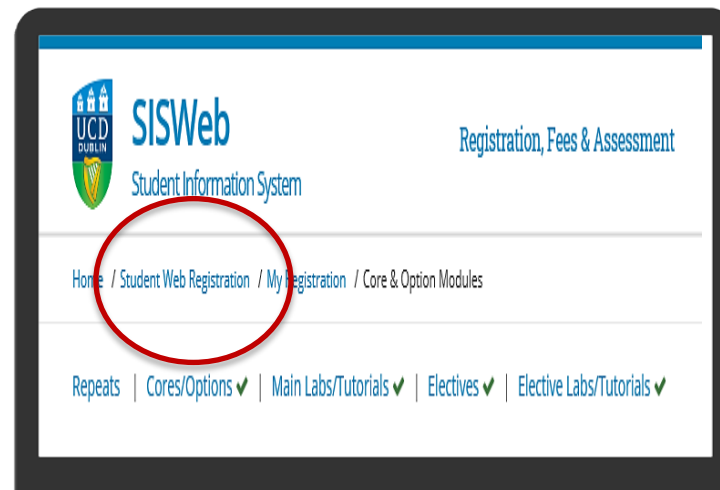 UCD
DUBLIN
SISWeb
Student Information System
Registration, Fees & Assessment
Home / Student Web Registration / My Registration / Core & Option Modules
Repeats | Cores/Options ✔ | Main Labs/Tutorials ✔ | Electives ✔ | Elective Labs/Tutorials ✔